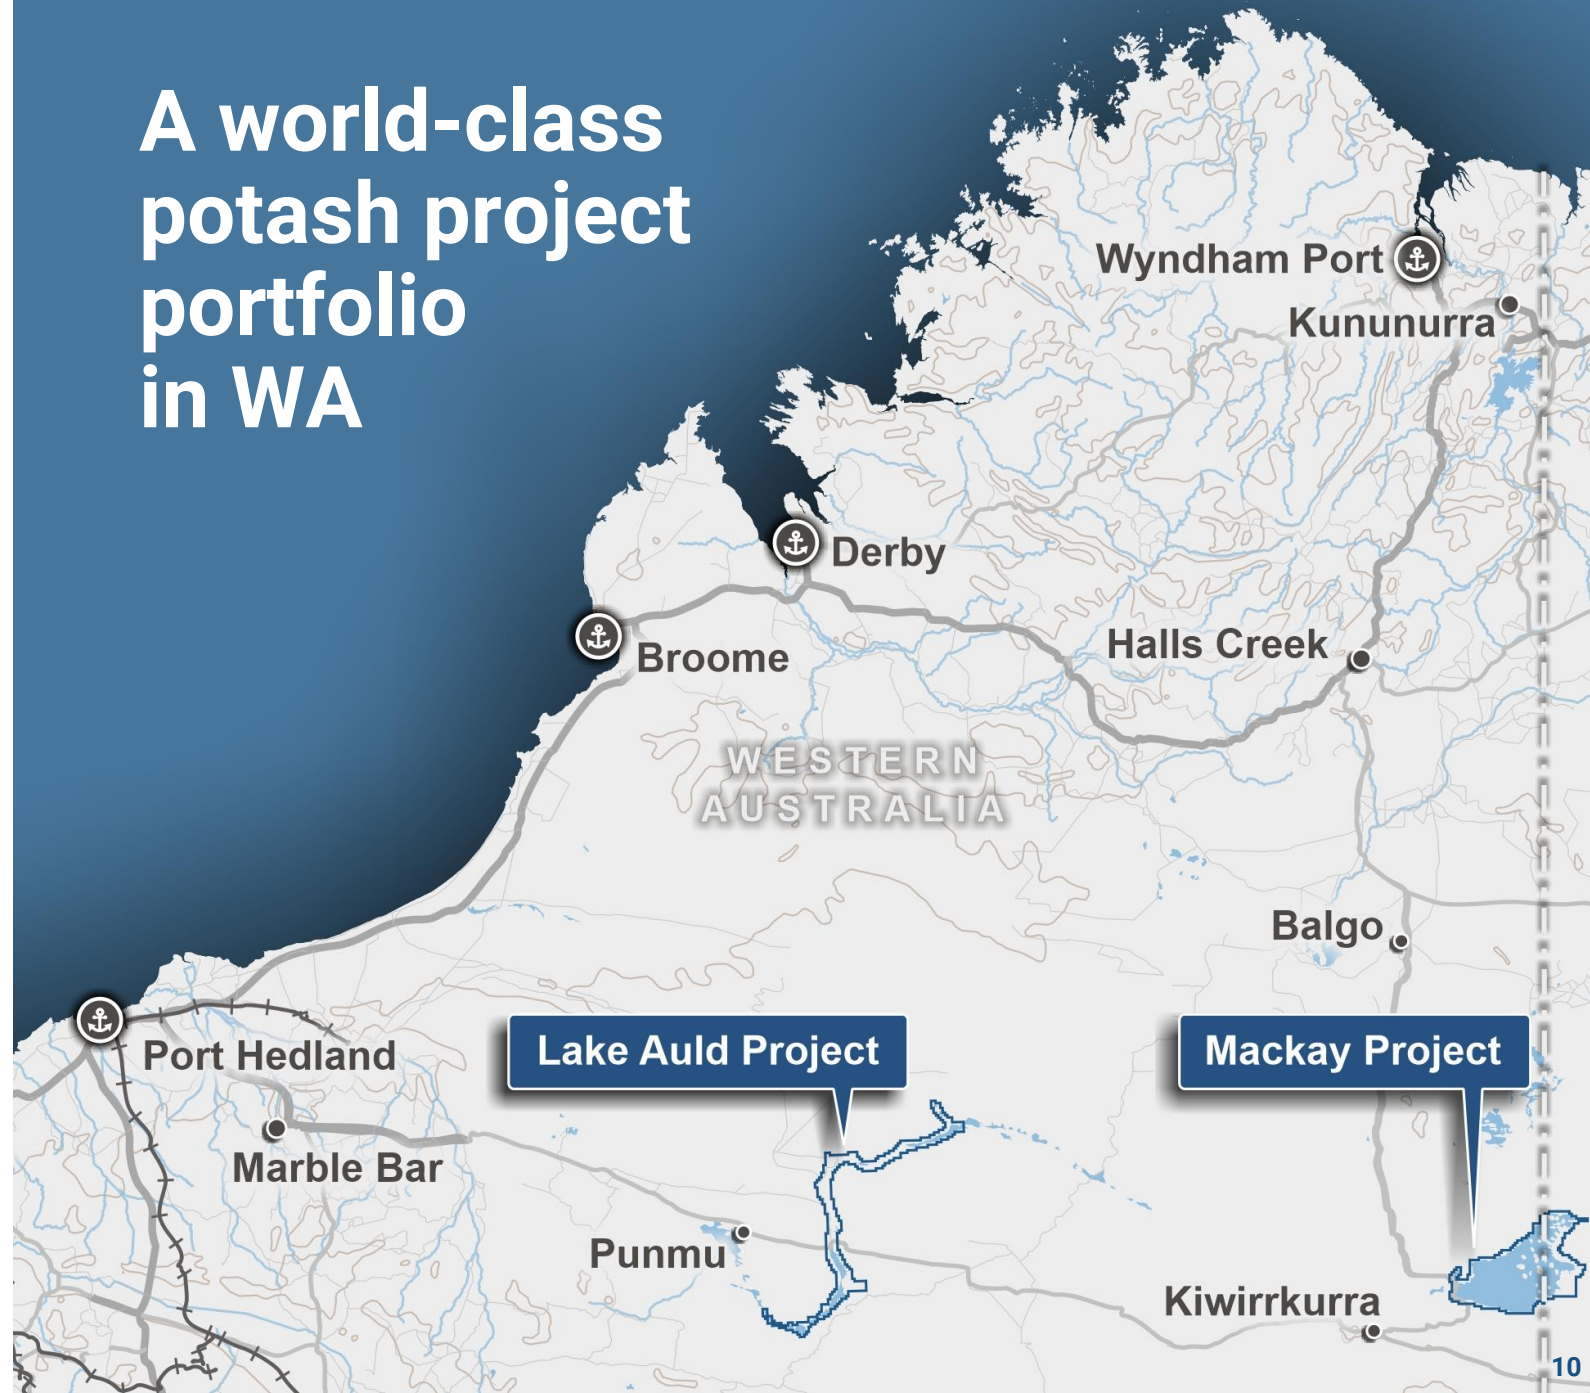 A world-class
potash project
portfolio
in WA
Wyndham Port
Kununurra
Derby
Broome
Halls Creek
WESTERN
AUSTRALIA
Balgo
Port Hedland
Lake Auld Project
Mackay Project
Marble Bar
Punmu
Kiwirrkurra
10